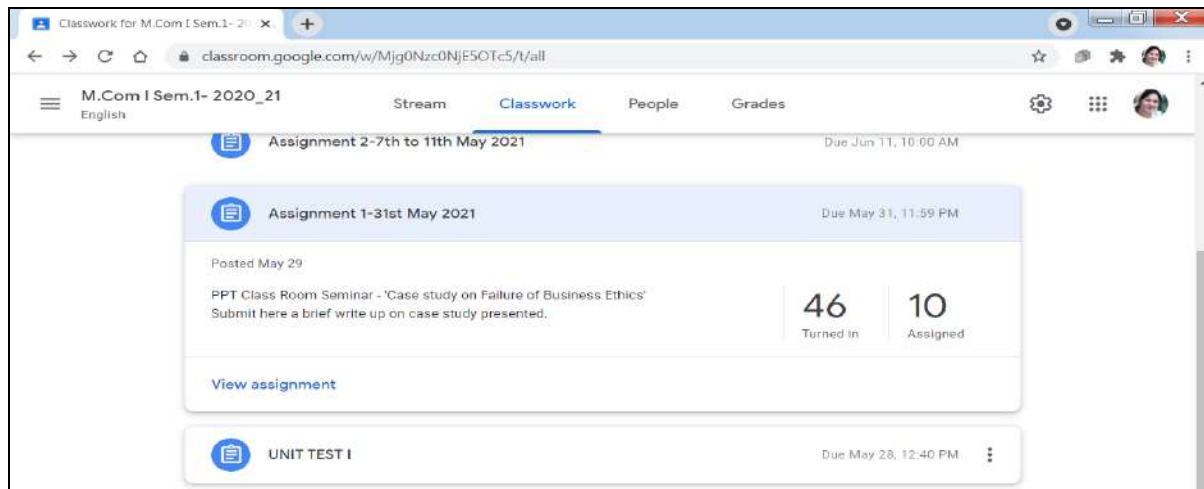 Classwork for M.Com I Sem.1- 20
classroom.google.com/w/Mjg0Nzc0NjE5OTc5/t/all
M.Com I Sem.1- 2020_21
English
Stream Classwork People Grades
Assignment 2-7th to 11th May 2021 Due Jun 11, 10:00 AM
Assignment 1-31st May 2021 Due May 31, 11:59 PM
Posted May 29
PPT Class Room Seminar - 'Case study on Failure of Business Ethics'
Submit here a brief write up on case study presented.
46 10
Turned in Assigned
View assignment
UNIT TEST I Due May 28, 12:40 PM